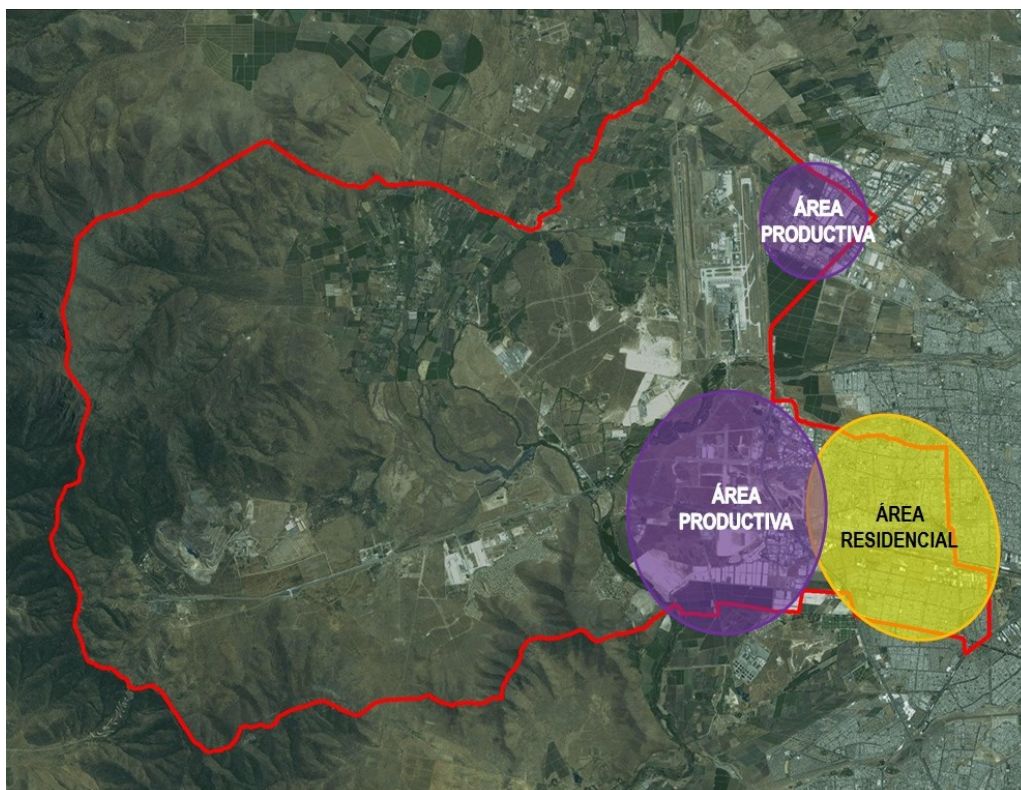 ÁREA
PRODUCTIVA
ÁREA
PRODUCTIVA
ÁREA
RESIDENCIAL